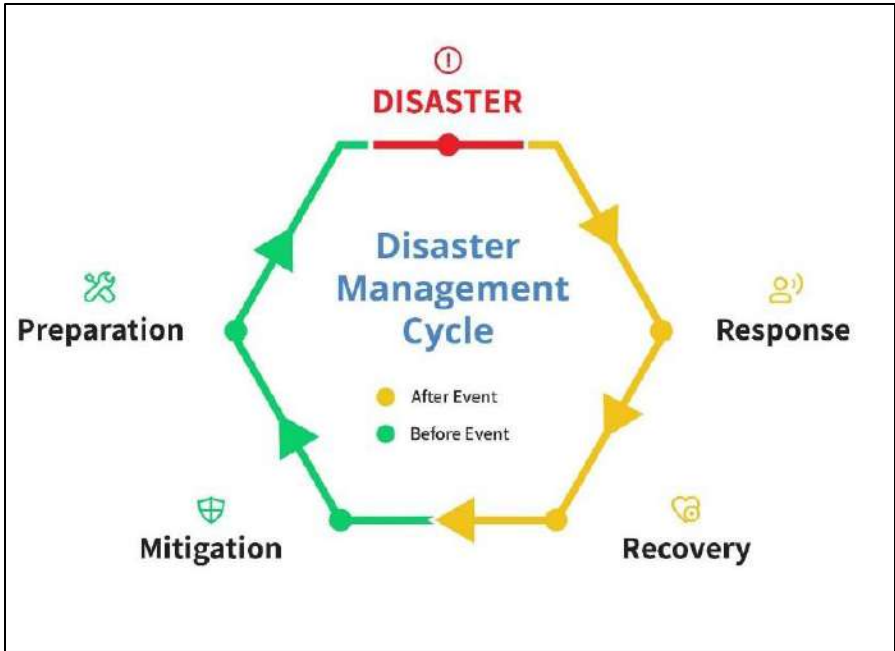 DISASTER
Disaster
Management
Cycle
After Event
Before Event
Preparation
Response
Mitigation
Recovery